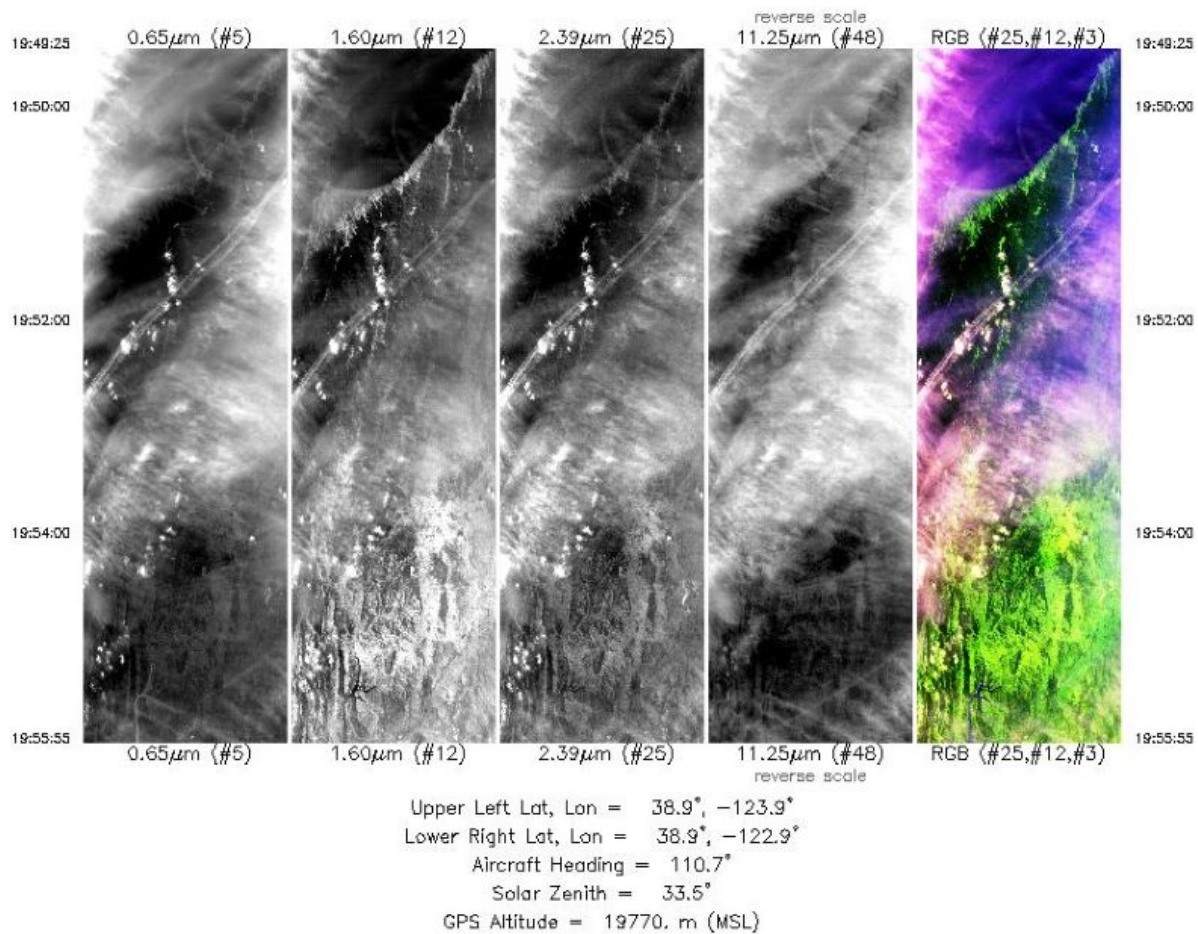 reverse scale
0.65μm (#5) 1.60μm (#12) 2.39μm (#25) 11.25μm (#48) RGB (#25,#12,#3)
19:49:25 19:49:25
19:50:00 19:50:00
19:52:00 19:52:00
19:54:00 19:54:00
19:55:55 19:55:55
0.65μm (#5) 1.60μm (#12) 2.39μm (#25) 11.25μm (#48) RGB (#25,#12,#3)
reverse scale
Upper Left Lat, Lon = 38.9°, −123.9°
Lower Right Lat, Lon = 38.9°, −122.9°
Aircraft Heading = 110.7°
Solar Zenith = 33.5°
GPS Altitude = 19770. m (MSL)